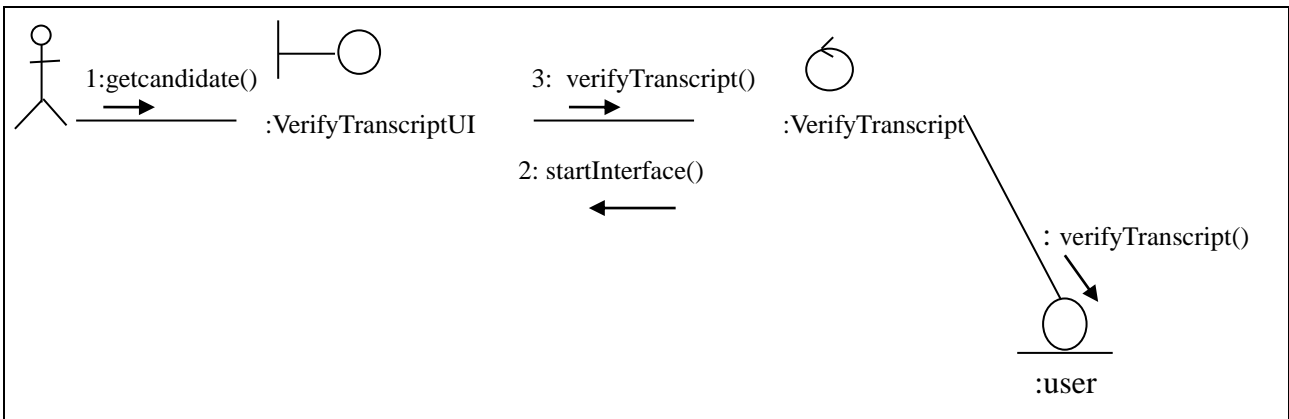 1:getcandidate()
3: verifyTranscript()
:VerifyTranscriptUI
:VerifyTranscript
2: startInterface()
: verifyTranscript()
:user